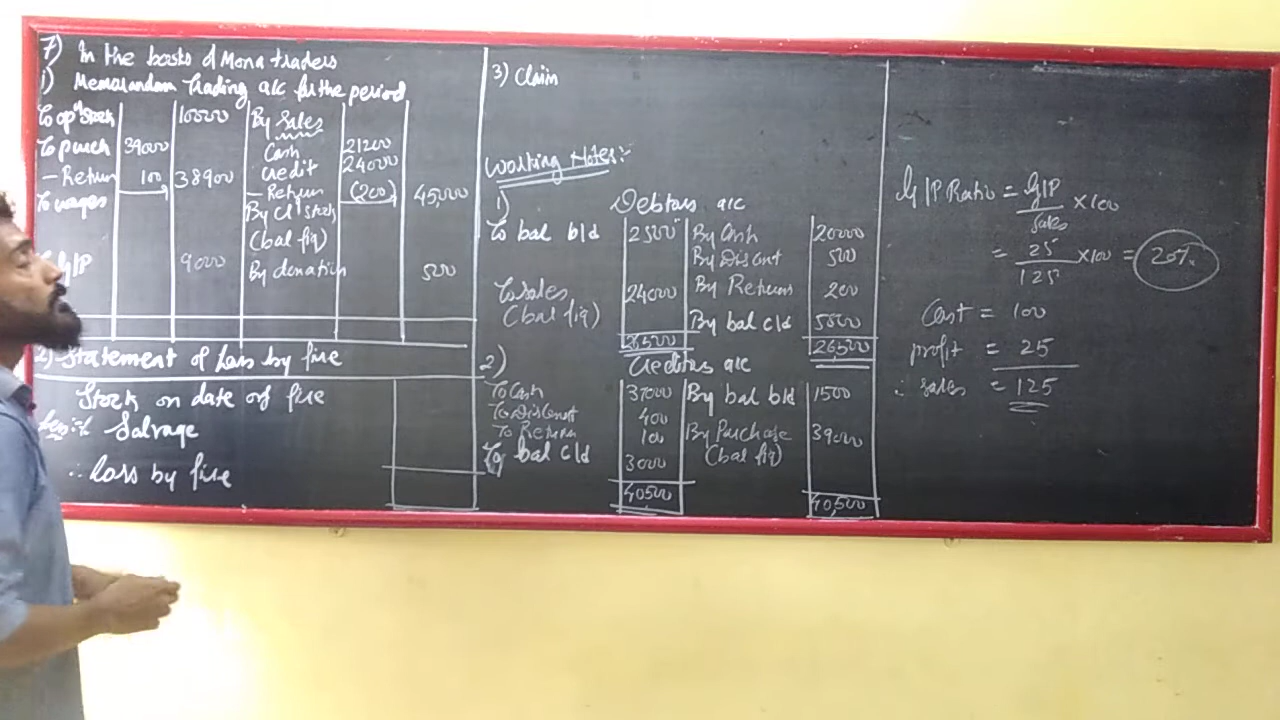 7) In the books of Mona traders
1) Memorandum Trading a/c for the period
To opg stock 10000 By Sales
To purch 39000 Cash 21200
credit 24000
- Return 100 38900 - Return (200) 45,000
To wages By Cl stock
(bal fig)
G/P 9000 By donation 500
2) Statement of Loss by fire
Stock on date of fire
Less:- Salvage
∴ Loss by fire
3) Claim
Working Notes:-
1) Debtors a/c
To bal b/d 2500 By Cash 20000
By Discount 500
To Sales 24000 By Return 200
(bal fig)
By bal c/d 5800
26500 26500
2) Creditors a/c
To Cash 37000 By bal b/d 1500
To Discount 400
To Return 100 By Purchase 39000
To bal c/d 3000 (bal fig)
40500 40,500
G/P Ratio = G/P / Sales × 100
= 25 / 125 × 100 = 20%
Cost = 100
profit = 25
∴ Sales = 125